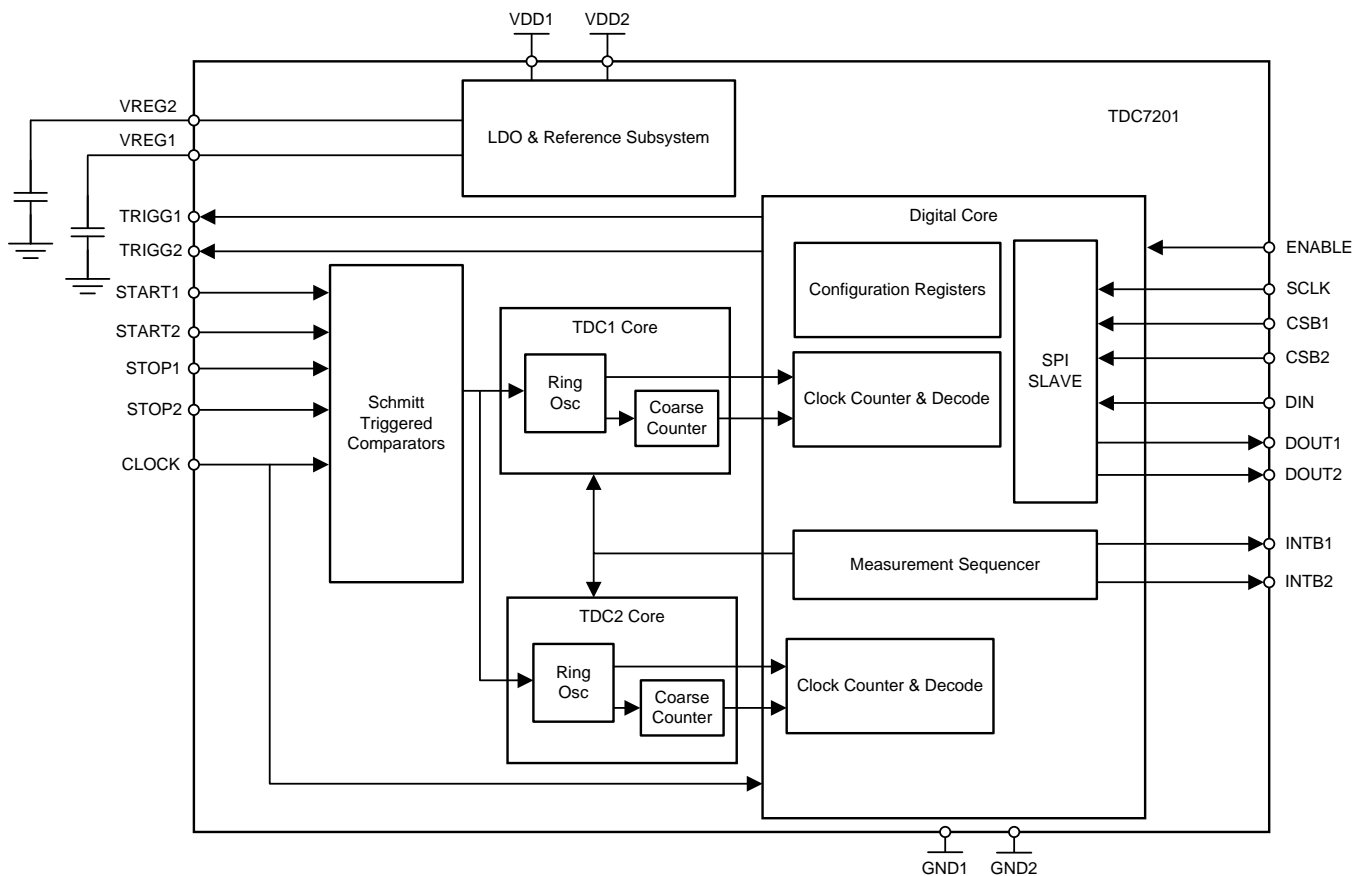 VDD1
VDD2
VREG2
VREG1
LDO & Reference Subsystem
TDC7201
TRIGG1
TRIGG2
START1
START2
STOP1
STOP2
CLOCK
Schmitt
Triggered
Comparators
TDC1 Core
Ring
Osc
Coarse
Counter
TDC2 Core
Ring
Osc
Coarse
Counter
Digital Core
Configuration Registers
Clock Counter & Decode
SPI
SLAVE
Measurement Sequencer
Clock Counter & Decode
ENABLE
SCLK
CSB1
CSB2
DIN
DOUT1
DOUT2
INTB1
INTB2
GND1
GND2